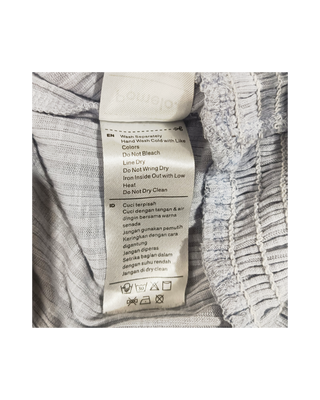 Pomelo.
EN Wash Separately
Hand Wash Cold with Like
Colors
Do Not Bleach
Line Dry
Do Not Wring Dry
Iron Inside Out with Low
Heat
Do Not Dry Clean
ID Cuci terpisah
Cuci dengan tangan & air
dingin bersama warna
senada
Jangan gunakan pemutih
Keringkan dengan cara
digantung
Jangan diperas
Setrika bagian dalam
dengan suhu rendah
Jangan di dry clean